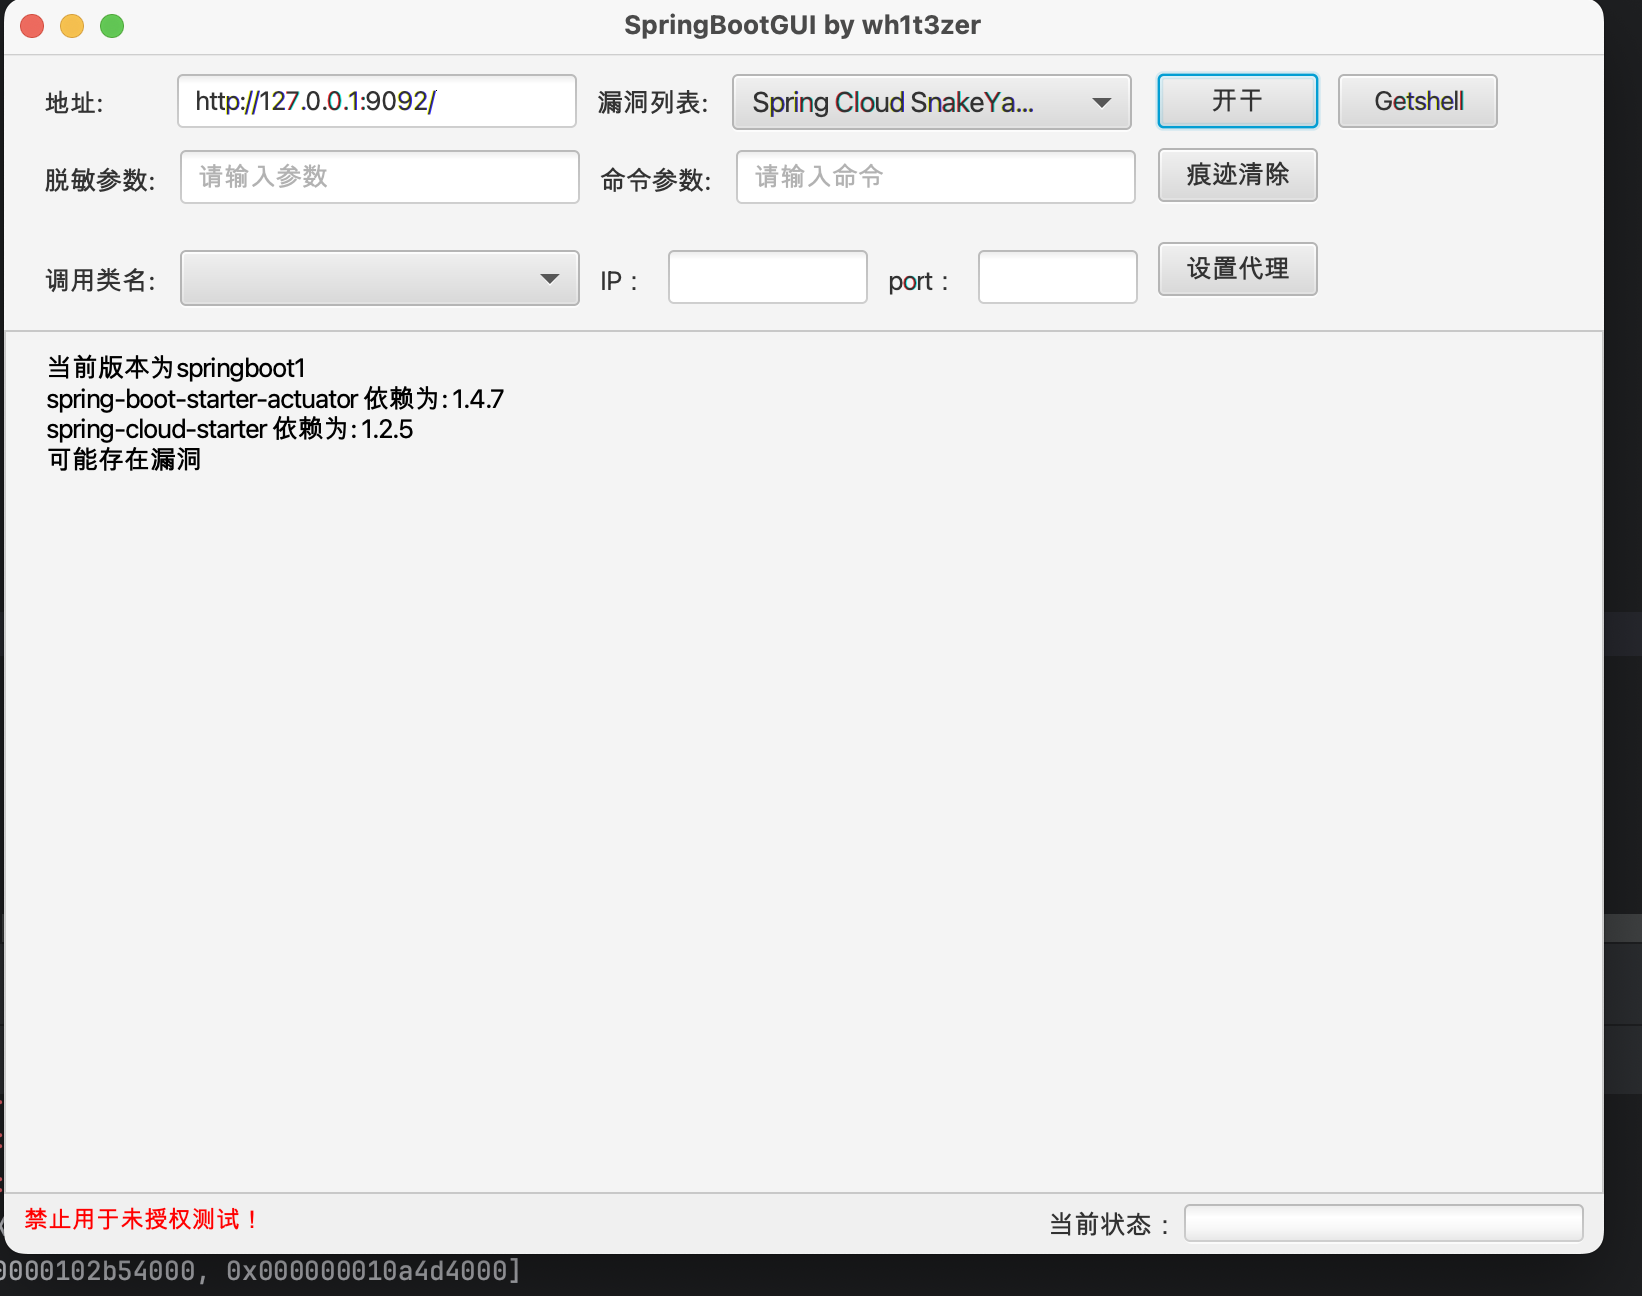 SpringBootGUI by wh1t3zer
地址: http://127.0.0.1:9092/ 漏洞列表: Spring Cloud SnakeYa... 开干 Getshell
脱敏参数: 请输入参数 命令参数: 请输入命令 痕迹清除
调用类名: IP： port： 设置代理
当前版本为springboot1
spring-boot-starter-actuator 依赖为: 1.4.7
spring-cloud-starter 依赖为: 1.2.5
可能存在漏洞
禁止用于未授权测试！ 当前状态：
0000102b54000, 0x000000010a4d4000]